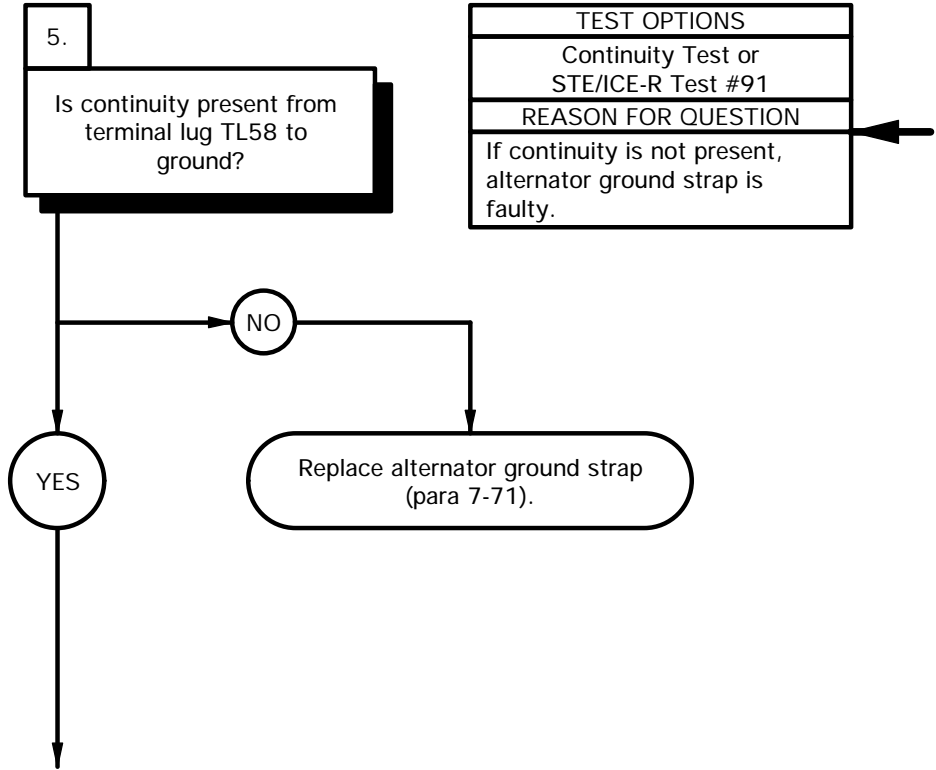 5.
Is continuity present from
terminal lug TL58 to
ground?
TEST OPTIONS
Continuity Test or
STE/ICE-R Test #91
REASON FOR QUESTION
If continuity is not present,
alternator ground strap is
faulty.
NO
YES
Replace alternator ground strap
(para 7-71).